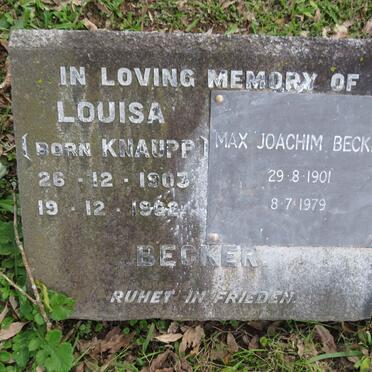 IN LOVING MEMORY OF
LOUISA
(BORN KNAUPP)
26 · 12 · 1903
19 · 12 ·
MAX JOACHIM BECK
29·8·1901
8·7·1979
BECKER
RUHET IN FRIEDEN.